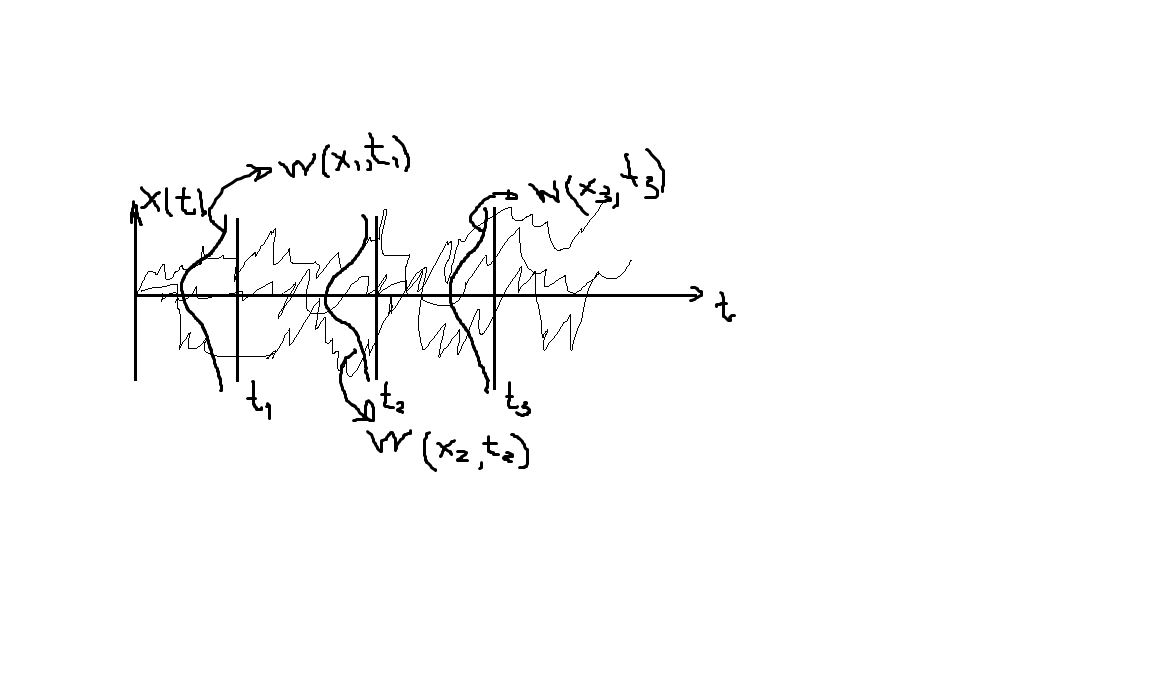 W(x₁,t₁)
x(t)
W(x₃,t₃)
t
t₁
t₂
t₃
W(x₂,t₂)